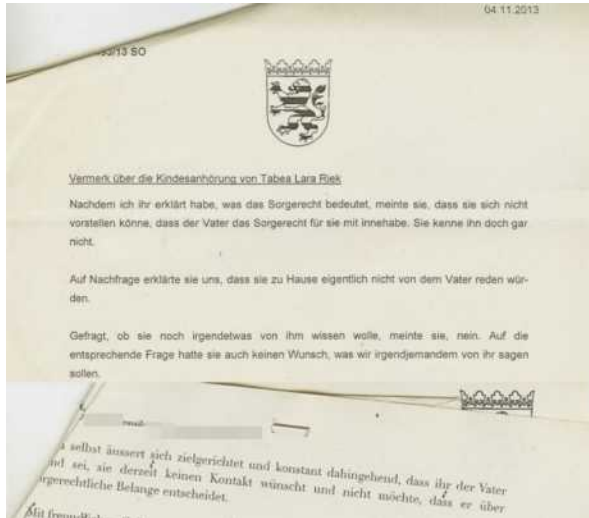 04.11.2013
/13 SO
Vermerk über die Kindesanhörung von Tabea Lara Riek
Nachdem ich ihr erklärt habe, was das Sorgerecht bedeutet, meinte sie, dass sie sich nicht
vorstellen könne, dass der Vater das Sorgerecht für sie mit innehabe. Sie kenne ihn doch gar
nicht.
Auf Nachfrage erklärte sie uns, dass sie zu Hause eigentlich nicht von dem Vater reden wür-
den.
Gefragt, ob sie noch irgendetwas von ihm wissen wolle, meinte sie, nein. Auf die
entsprechende Frage hatte sie auch keinen Wunsch, was wir irgendjemandem von ihr sagen
sollen.
selbst äussert sich zielgerichtet und konstant dahingehend, dass ihr der Vater
nd sei, sie derzeit keinen Kontakt wünscht und nicht möchte, dass er über
rgerechtliche Belange entscheidet.
Mit